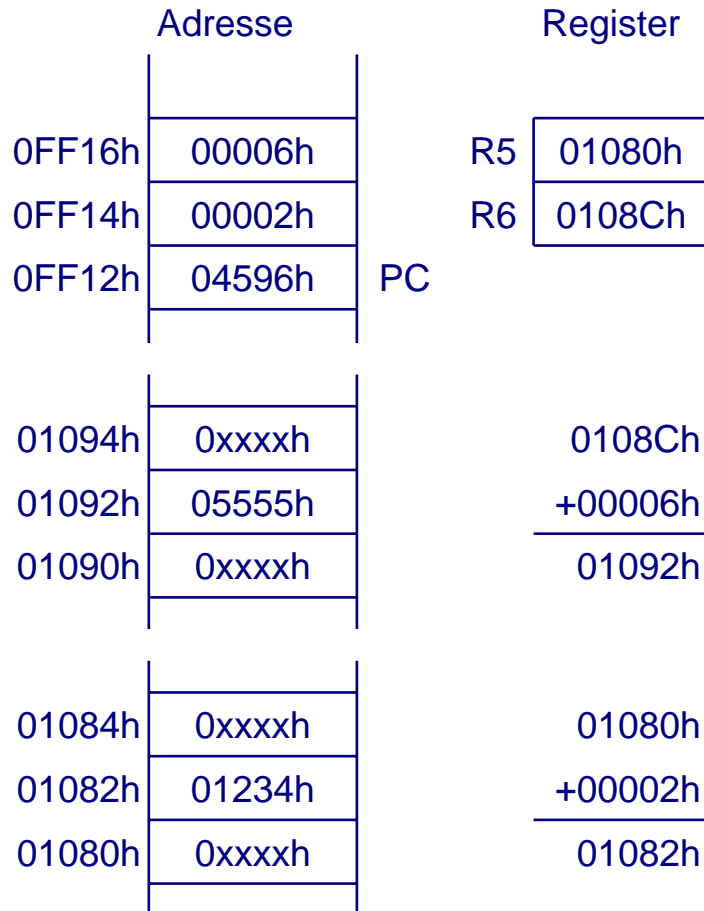 Adresse Register
0FF16h 00006h R5 01080h
0FF14h 00002h R6 0108Ch
0FF12h 04596h PC
01094h 0xxxxh 0108Ch
01092h 05555h +00006h
01090h 0xxxxh 01092h
01084h 0xxxxh 01080h
01082h 01234h +00002h
01080h 0xxxxh 01082h